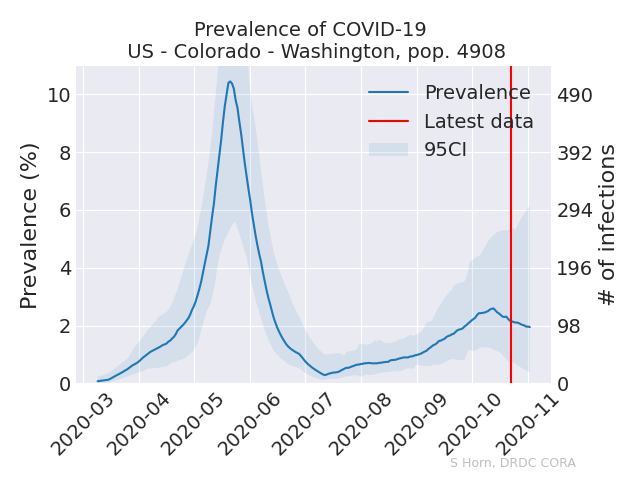 Prevalence of COVID-19
US - Colorado - Washington, pop. 4908
Prevalence (%)
10
8
6
4
2
0
490
392
294
196
98
0
# of infections
Prevalence
Latest data
95CI
2020-03
2020-04
2020-05
2020-06
2020-07
2020-08
2020-09
2020-10
2020-11
S Horn, DRDC CORA